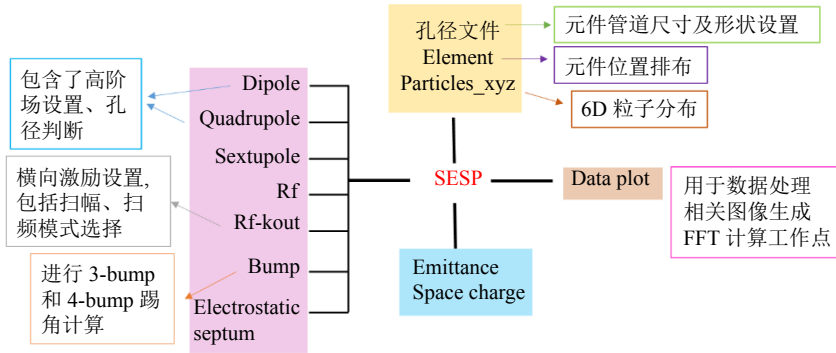 包含了高阶
场设置、孔
径判断
横向激励设置,
包括扫幅、扫
频模式选择
进行 3-bump
和 4-bump 踢
角计算
Dipole
Quadrupole
Sextupole
Rf
Rf-kout
Bump
Electrostatic
septum
孔径文件
Element
Particles_xyz
元件管道尺寸及形状设置
元件位置排布
6D 粒子分布
SESP
Data plot
用于数据处理
相关图像生成
FFT 计算工作点
Emittance
Space charge